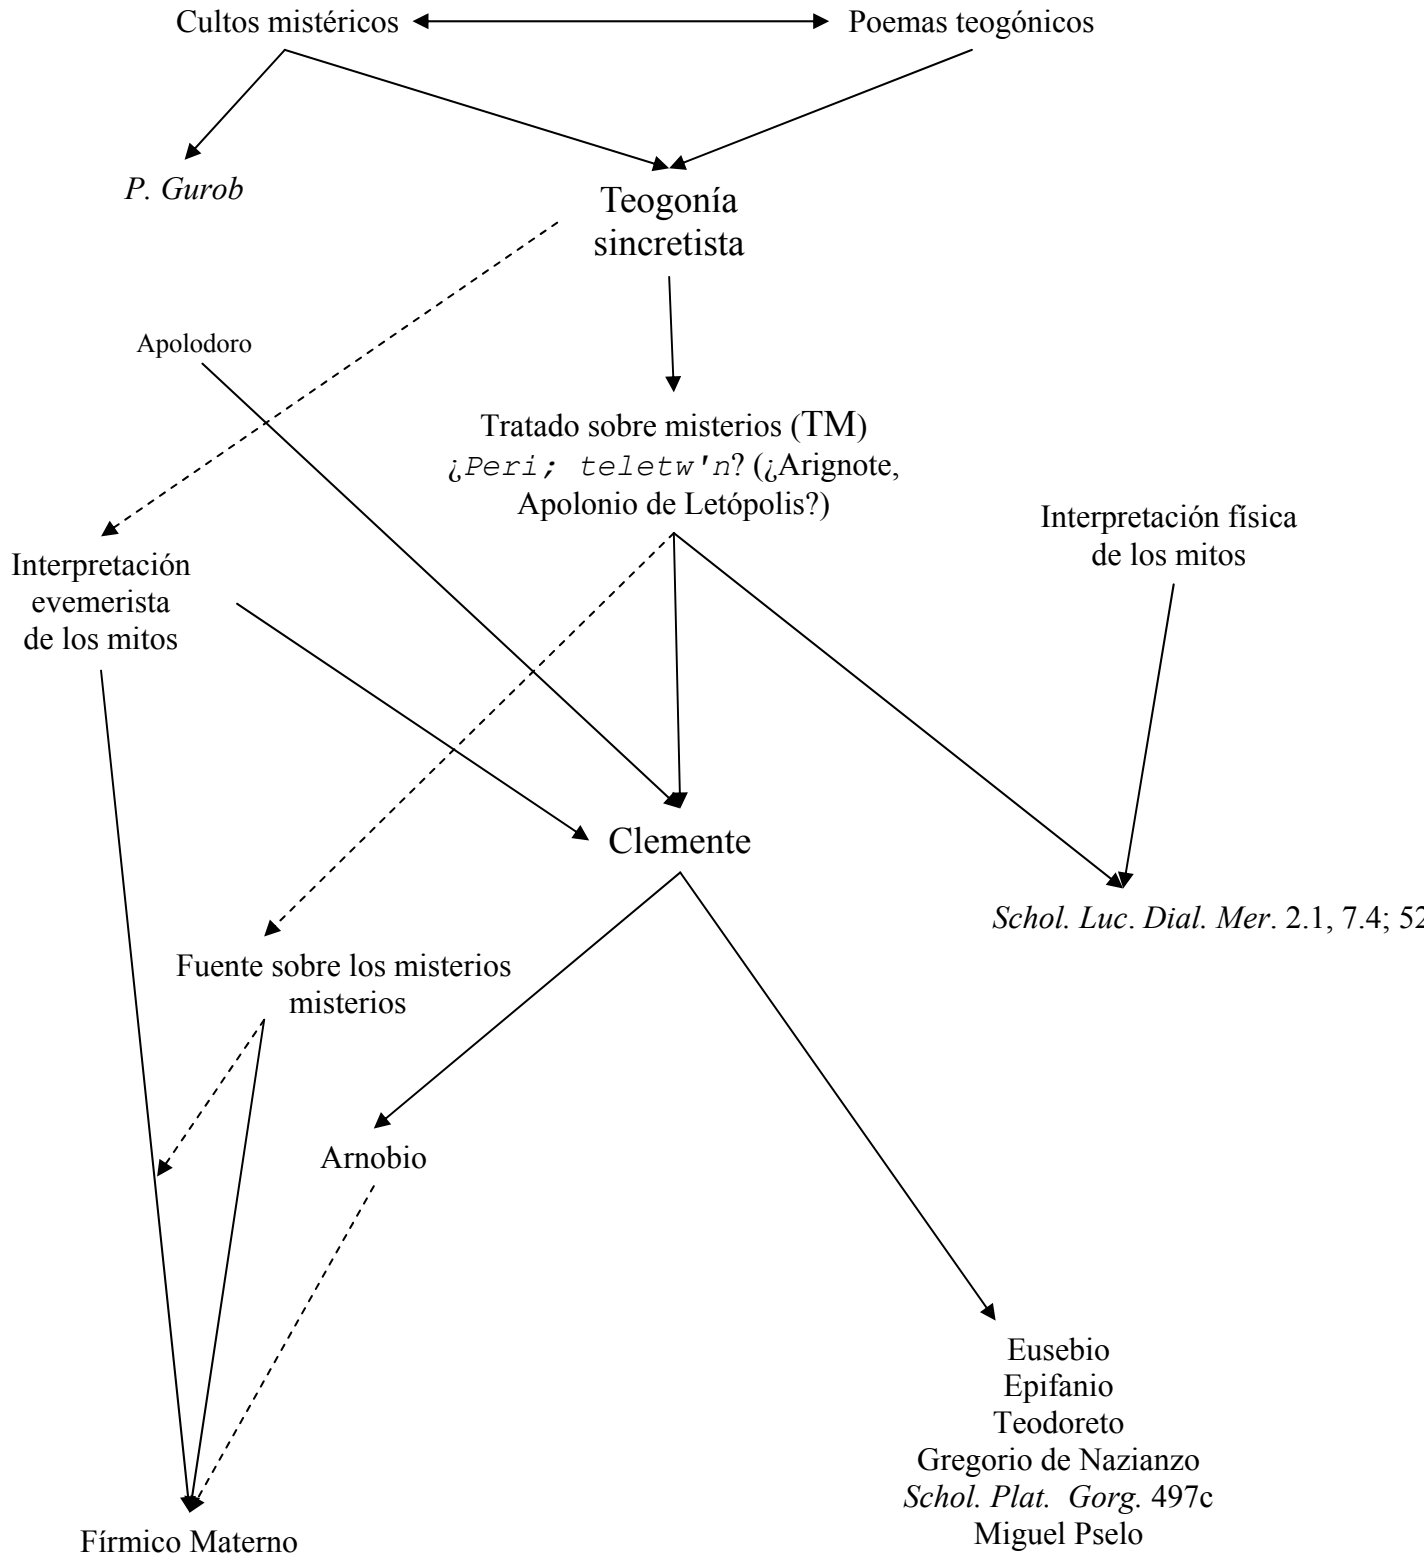 Cultos mistéricos
Poemas teogónicos
P. Gurob
Teogonía
sincretista
Apolodoro
Tratado sobre misterios (TM)
¿Peri; teletw'n? (¿Arignote,
Apolonio de Letópolis?)
Interpretación física
de los mitos
Interpretación
evemerista
de los mitos
Clemente
Schol. Luc. Dial. Mer. 2.1, 7.4; 52
Fuente sobre los misterios
misterios
Arnobio
Eusebio
Epifanio
Teodoreto
Gregorio de Nazianzo
Schol. Plat. Gorg. 497c
Miguel Pselo
Fírmico Materno